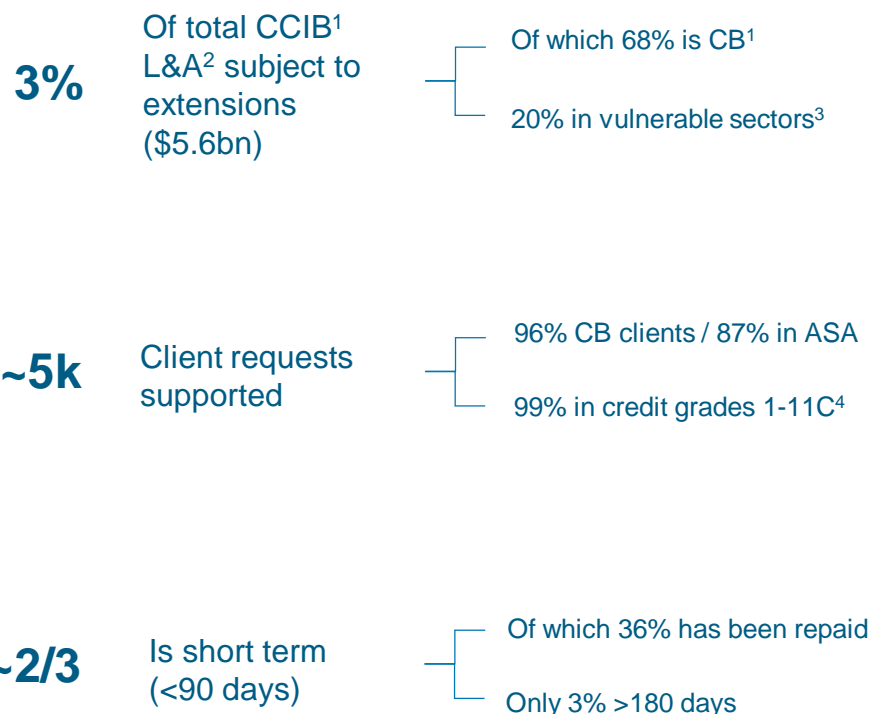 3%
Of total CCIB¹
L&A² subject to
extensions
($5.6bn)
Of which 68% is CB¹
20% in vulnerable sectors³
~5k
Client requests
supported
96% CB clients / 87% in ASA
99% in credit grades 1-11C⁴
~2/3
Is short term
(<90 days)
Of which 36% has been repaid
Only 3% >180 days